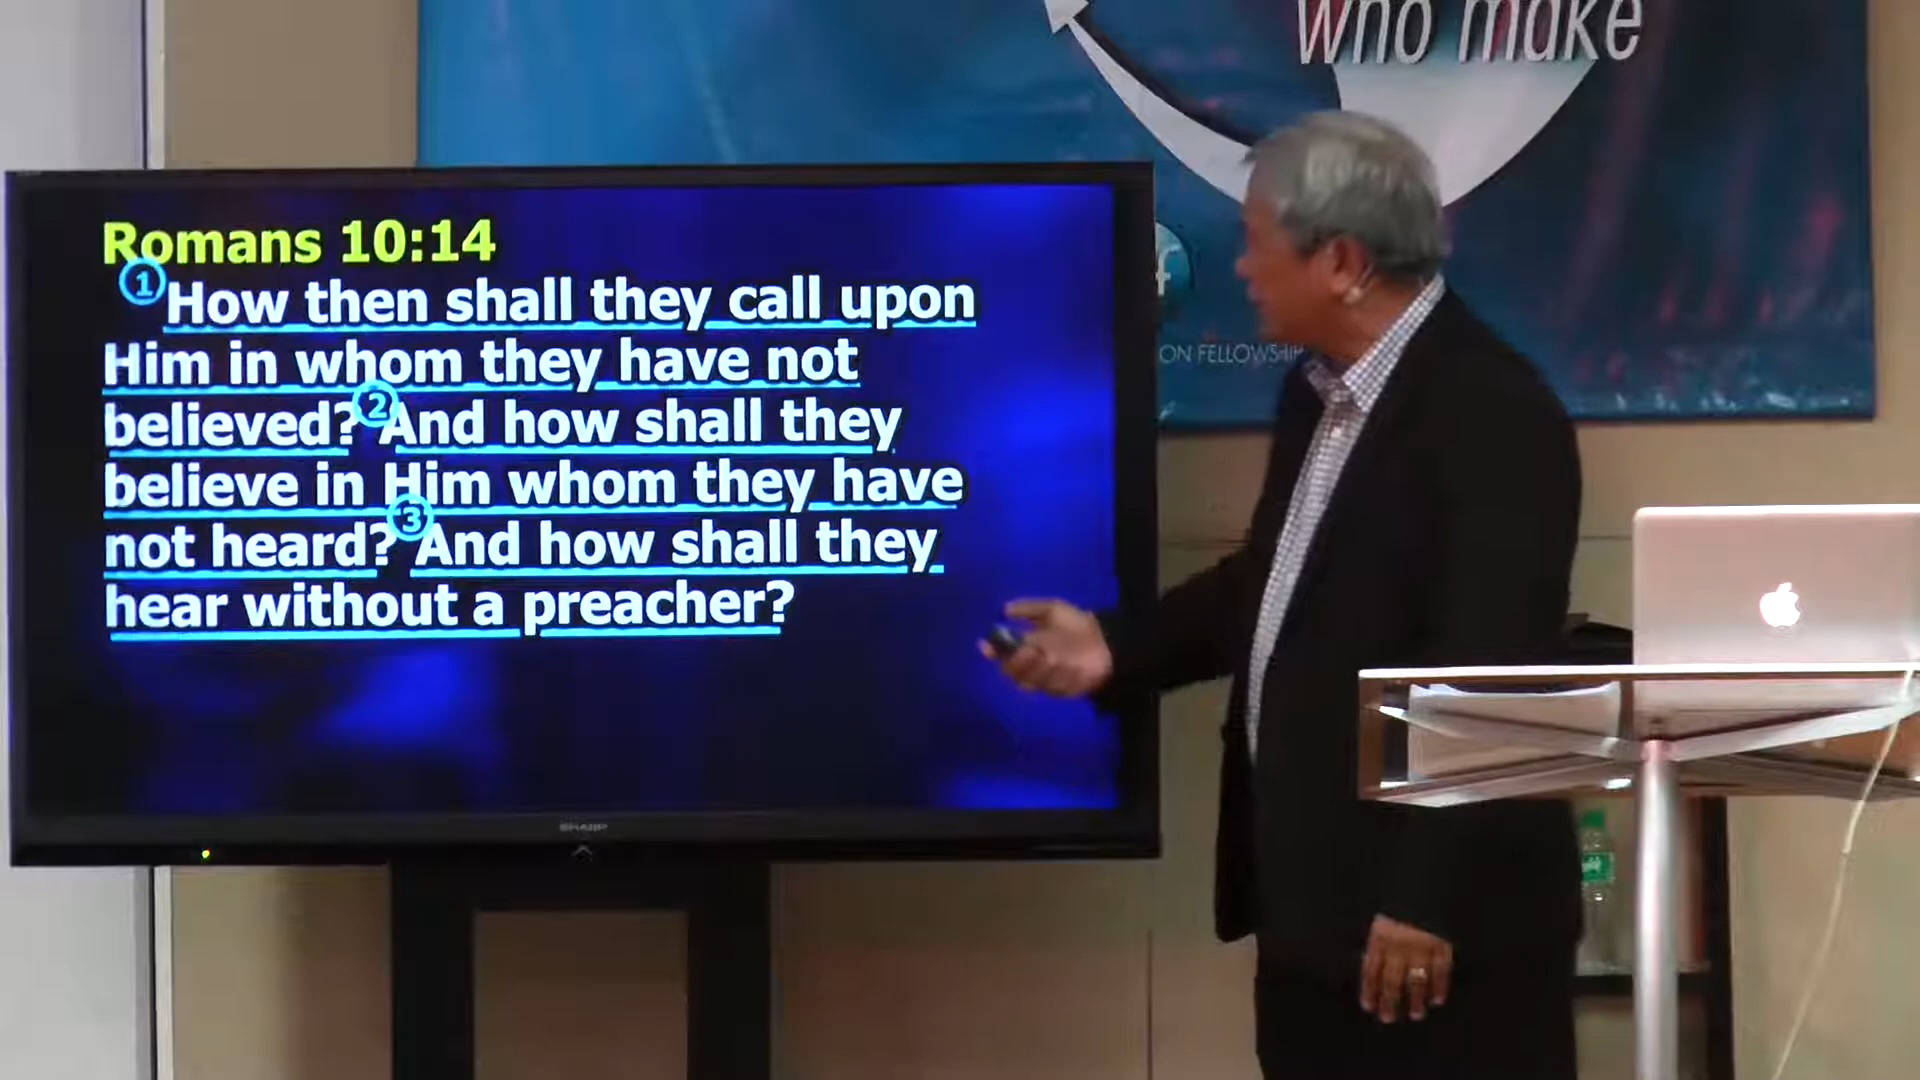 who make
Romans 10:14
① How then shall they call upon
Him in whom they have not
believed? ② And how shall they
believe in Him whom they have
not heard? ③ And how shall they
hear without a preacher?
ON FELLOWSHIP
SHARP